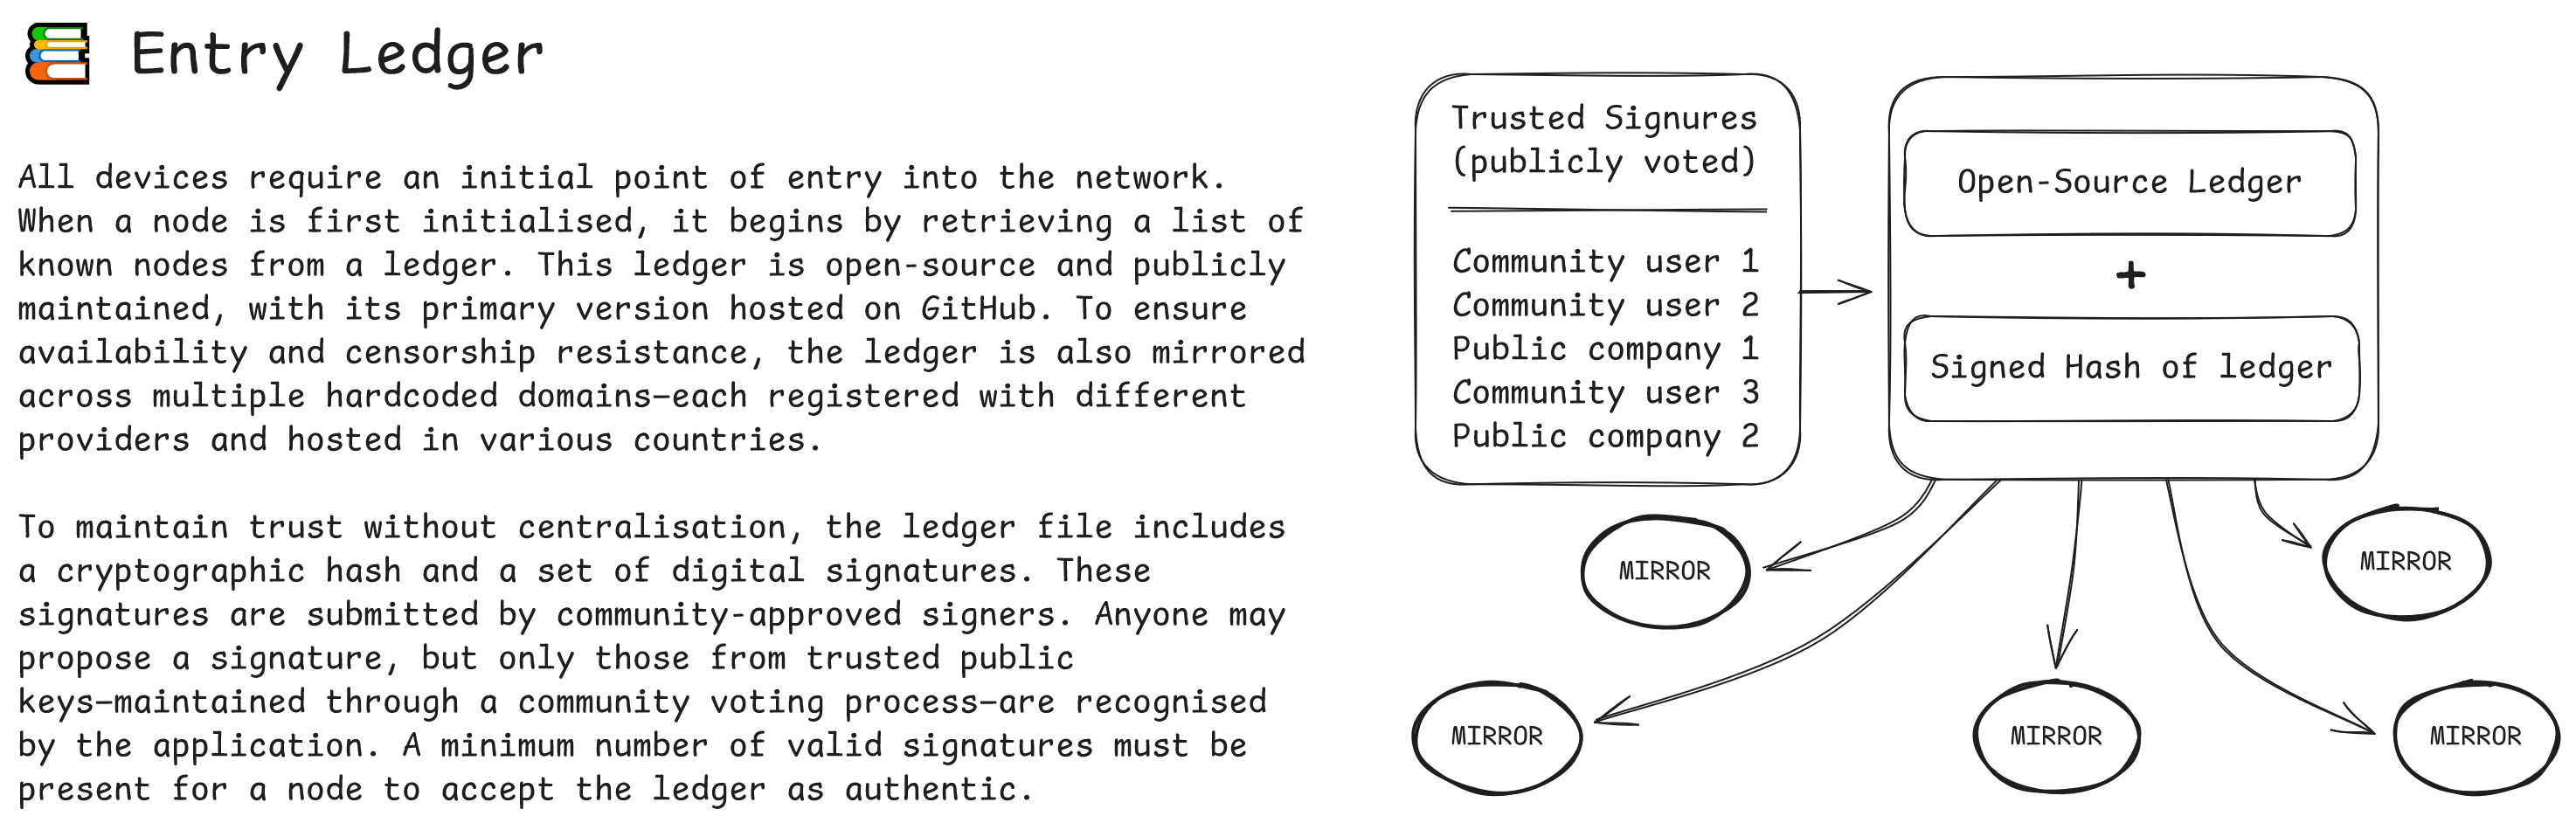 Entry Ledger
All devices require an initial point of entry into the network.
When a node is first initialised, it begins by retrieving a list of
known nodes from a ledger. This ledger is open-source and publicly
maintained, with its primary version hosted on GitHub. To ensure
availability and censorship resistance, the ledger is also mirrored
across multiple hardcoded domains—each registered with different
providers and hosted in various countries.
To maintain trust without centralisation, the ledger file includes
a cryptographic hash and a set of digital signatures. These
signatures are submitted by community-approved signers. Anyone may
propose a signature, but only those from trusted public
keys—maintained through a community voting process—are recognised
by the application. A minimum number of valid signatures must be
present for a node to accept the ledger as authentic.
Trusted Signures
(publicly voted)
Community user 1
Community user 2
Public company 1
Community user 3
Public company 2
Open-Source Ledger
+
Signed Hash of ledger
MIRROR
MIRROR
MIRROR
MIRROR
MIRROR